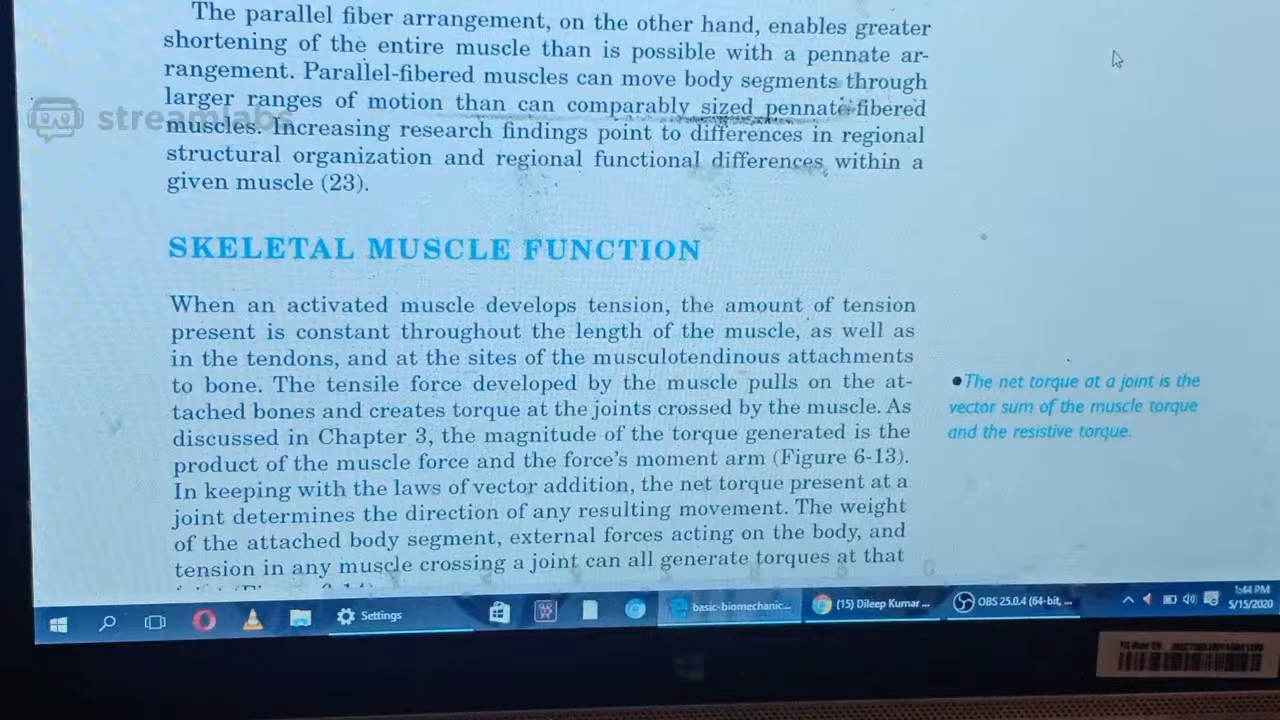 The parallel fiber arrangement, on the other hand, enables greater
shortening of the entire muscle than is possible with a pennate ar-
rangement. Parallel-fibered muscles can move body segments through
larger ranges of motion than can comparably sized pennate-fibered
streamlabs
muscles. Increasing research findings point to differences in regional
structural organization and regional functional differences within a
given muscle (23).
SKELETAL MUSCLE FUNCTION
When an activated muscle develops tension, the amount of tension
present is constant throughout the length of the muscle, as well as
in the tendons, and at the sites of the musculotendinous attachments
to bone. The tensile force developed by the muscle pulls on the at-
tached bones and creates torque at the joints crossed by the muscle. As
discussed in Chapter 3, the magnitude of the torque generated is the
product of the muscle force and the force's moment arm (Figure 6-13).
In keeping with the laws of vector addition, the net torque present at a
joint determines the direction of any resulting movement. The weight
of the attached body segment, external forces acting on the body, and
tension in any muscle crossing a joint can all generate torques at that
●The net torque at a joint is the
vector sum of the muscle torque
and the resistive torque.
Settings
basic-biomechanic...
(15) Dileep Kumar ...
OBS 25.0.4 (64-bit, ...
1:44 PM
5/15/2020